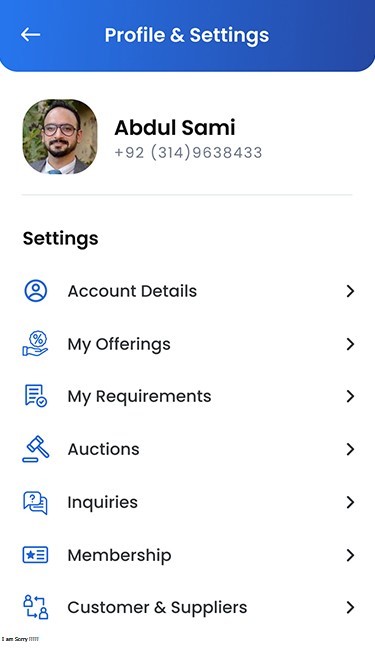 Profile & Settings
Abdul Sami
+92 (314)9638433
Settings
Account Details
My Offerings
My Requirements
Auctions
Inquiries
Membership
Customer & Suppliers
I am Sorry !!!!!